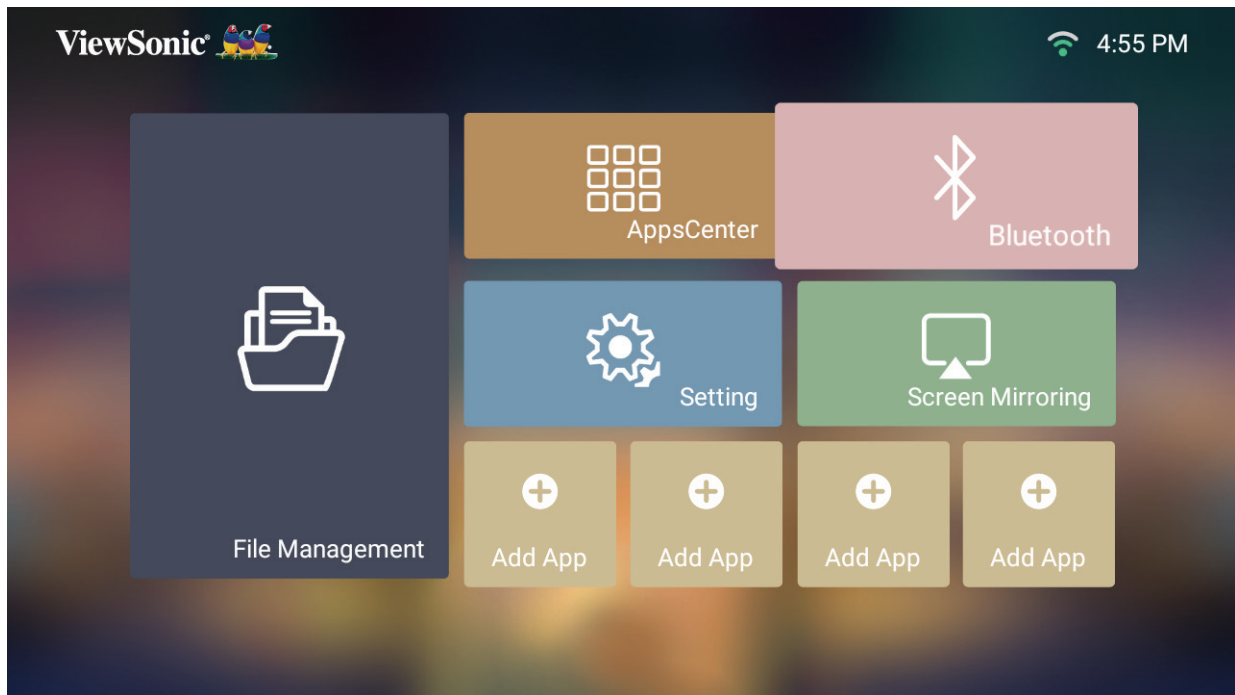 ViewSonic®
4:55 PM
AppsCenter
Bluetooth
Setting
Screen Mirroring
File Management
Add App
Add App
Add App
Add App